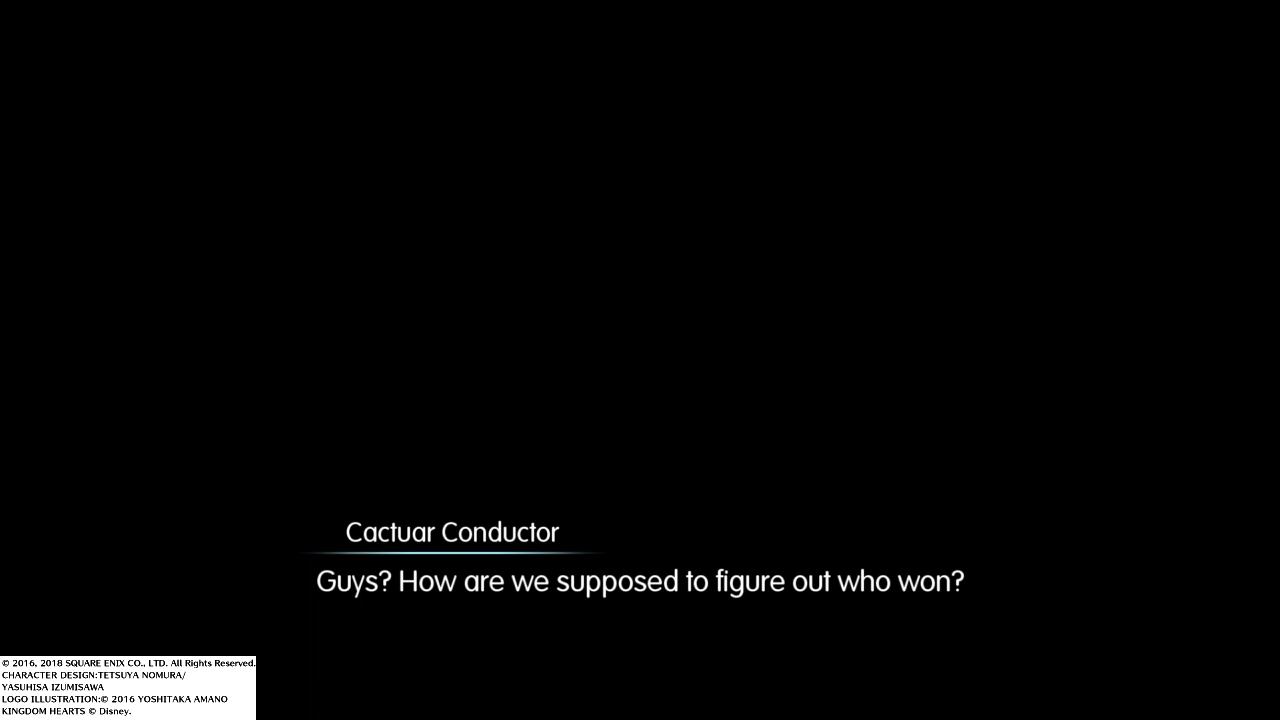 Cactuar Conductor
Guys? How are we supposed to figure out who won?
© 2016, 2018 SQUARE ENIX CO., LTD. All Rights Reserved.
CHARACTER DESIGN:TETSUYA NOMURA/
YASUHISA IZUMISAWA
LOGO ILLUSTRATION:© 2016 YOSHITAKA AMANO
KINGDOM HEARTS © Disney.